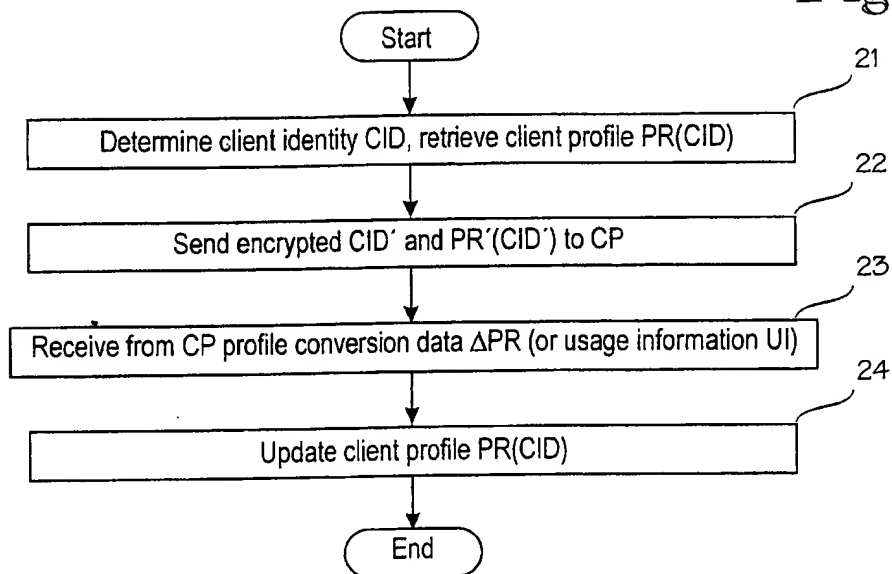 Start
21
Determine client identity CID, retrieve client profile PR(CID)
22
Send encrypted CID´ and PR´(CID´) to CP
23
Receive from CP profile conversion data ΔPR (or usage information UI)
24
Update client profile PR(CID)
End